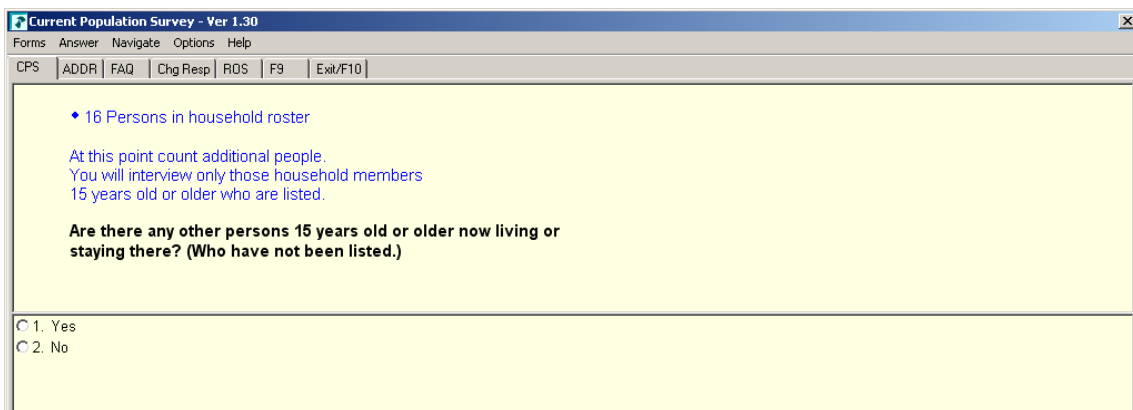 Current Population Survey - Ver 1.30
Forms Answer Navigate Options Help
CPS ADDR FAQ Chg Resp ROS F9 Exit/F10
16 Persons in household roster
At this point count additional people.
You will interview only those household members
15 years old or older who are listed.
Are there any other persons 15 years old or older now living or
staying there? (Who have not been listed.)
1. Yes
2. No